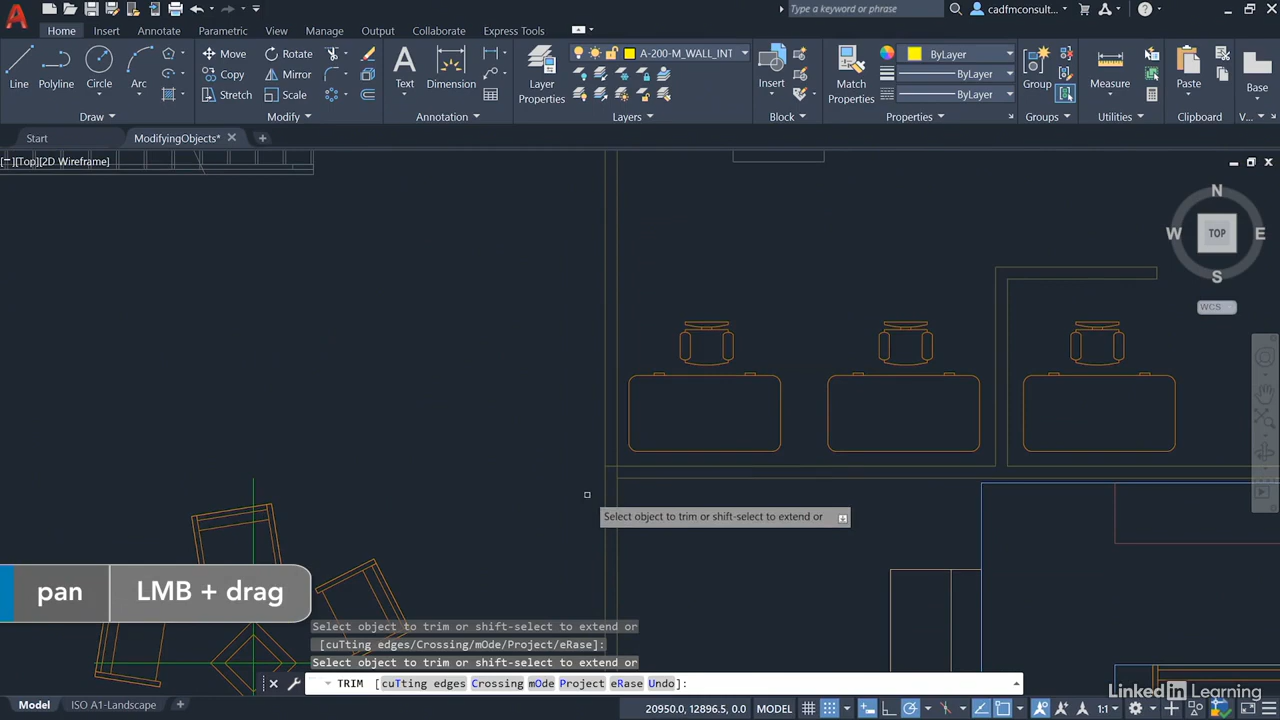 Type a keyword or phrase
cadfmconsult...
Home
Insert
Annotate
Parametric
View
Manage
Output
Collaborate
Express Tools
Line
Polyline
Circle
Arc
Move
Copy
Stretch
Rotate
Mirror
Scale
Text
Dimension
Layer
Properties
A-200-M_WALL_INT
Insert
Match
Properties
ByLayer
ByLayer
ByLayer
Group
Measure
Paste
Base
Draw
Modify
Annotation
Layers
Block
Properties
Groups
Utilities
Clipboard
V...
Start
ModifyingObjects*
[−][Top][2D Wireframe]
N
W
TOP
E
S
WCS
Select object to trim or shift-select to extend or
pan
LMB + drag
Select object to trim or shift-select to extend or
[cuTting edges/Crossing/mOde/Project/eRase]:
Select object to trim or shift-select to extend or
TRIM [cuTting edges Crossing mOde Project eRase Undo]:
LinkedIn Learning
Model
ISO A1-Landscape
20950.0, 12896.5, 0.0
MODEL
1:1